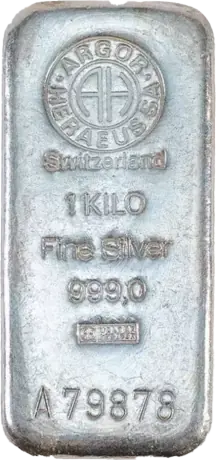 ARGOR
HERAEUS SA
Switzerland
1 KILO
Fine Silver
999,0
A 79878